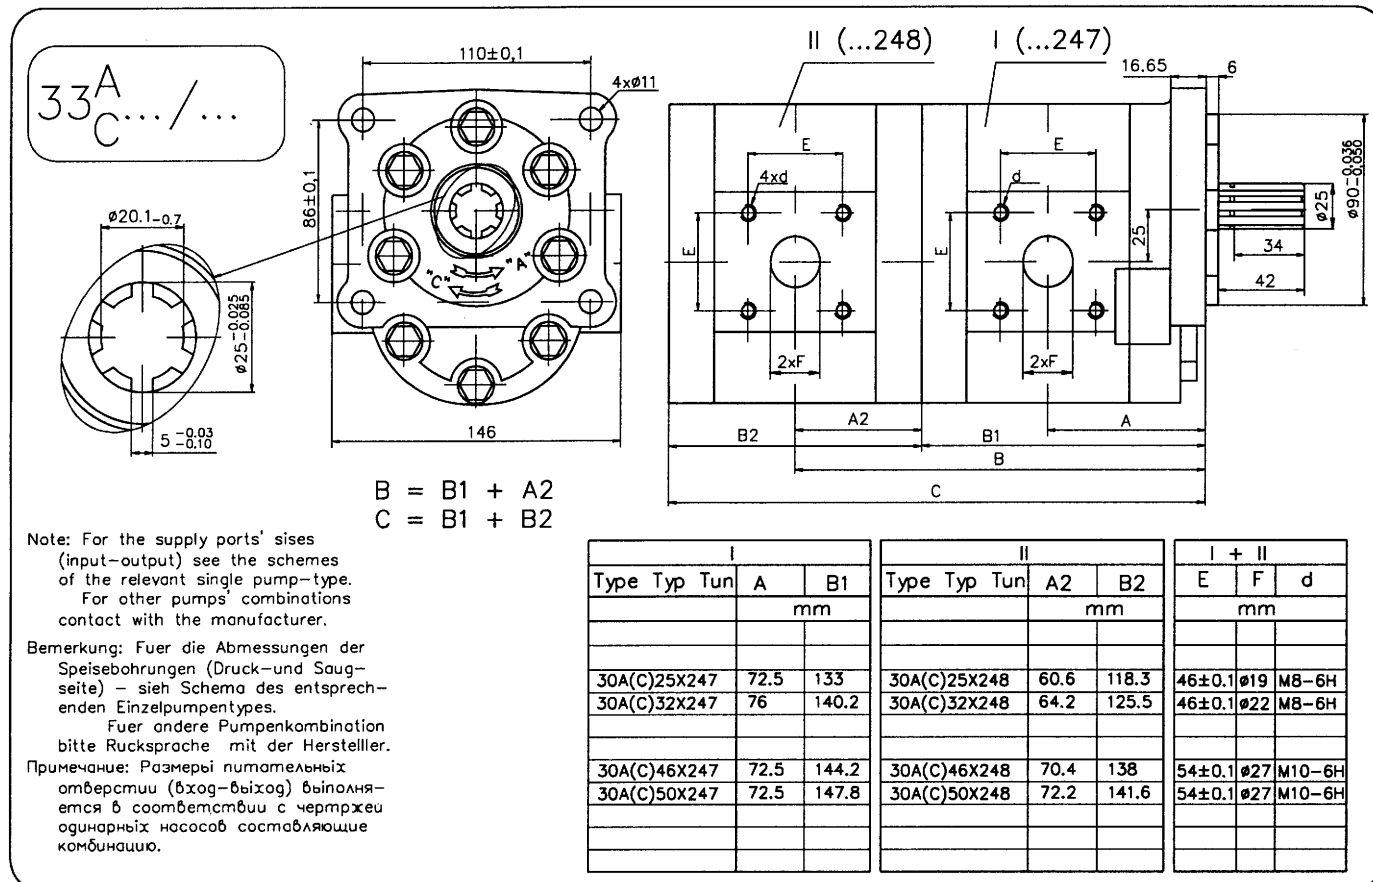 33 A
C.../...
110±0,1
4xø11
86±0,1
"C" "A"
146
ø20.1-0.7
ø25-0.025
-0.085
5-0.03
-0.10
II (...248)
I (...247)
16.65
6
E
4xd
E
2xF
E
d
E
2xF
25
ø90-0.036
-0.050
ø25
34
42
A2
A
B2
B1
B
C
B = B1 + A2
C = B1 + B2
Note: For the supply ports' sises
(input-output) see the schemes
of the relevant single pump-type.
For other pumps' combinations
contact with the manufacturer.
Bemerkung: Fuer die Abmessungen der
Speisebohrungen (Druck-und Saug-
seite) - sieh Schema des entsprech-
enden Einzelpumpentypes.
Fuer andere Pumpenkombination
bitte Rucksprache mit der Herstelller.
Примечание: Размеры питательных
отверстии (вход-выход) выполня-
ется в соответствии с чертржеи
одинарных насосов составляющие
комбинацию.
I
Type Typ Tun A B1
mm
30A(C)25X247 72.5 133
30A(C)32X247 76 140.2
30A(C)46X247 72.5 144.2
30A(C)50X247 72.5 147.8
II
Type Typ Tun A2 B2
mm
30A(C)25X248 60.6 118.3
30A(C)32X248 64.2 125.5
30A(C)46X248 70.4 138
30A(C)50X248 72.2 141.6
I + II
E F d
mm
46±0.1 ø19 M8-6H
46±0.1 ø22 M8-6H
54±0.1 ø27 M10-6H
54±0.1 ø27 M10-6H